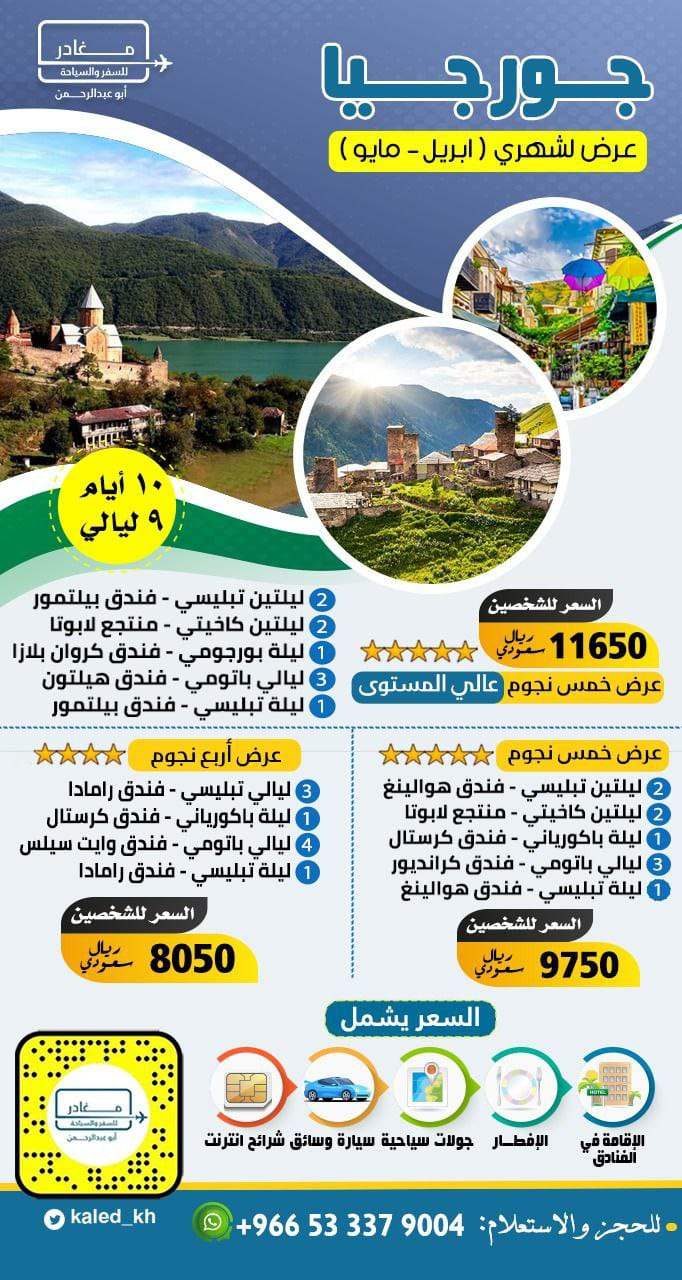 مغادر
للسفر والسياحة
أبو عبدالرحمن
جورجيا
عرض لشهري ( ابريل - مايو )
١٠ أيام
٩ ليالي
السعر للشخصين
11650 ريال سعودي
عرض خمس نجوم عالي المستوى
2 ليلتين تبليسي - فندق بيلتمور
2 ليلتين كاخيتي - منتجع لابوتا
1 ليلة بورجومي - فندق كروان بلازا
3 ليالي باتومي - فندق هيلتون
1 ليلة تبليسي - فندق بيلتمور
عرض خمس نجوم
2 ليلتين تبليسي - فندق هوالينغ
2 ليلتين كاخيتي - منتجع لابوتا
1 ليلة باكورياني - فندق كرستال
3 ليالي باتومي - فندق كرانديور
1 ليلة تبليسي - فندق هوالينغ
السعر للشخصين
9750 ريال سعودي
عرض أربع نجوم
3 ليالي تبليسي - فندق رامادا
1 ليلة باكورياني - فندق كرستال
4 ليالي باتومي - فندق وايت سيلس
1 ليلة تبليسي - فندق رامادا
السعر للشخصين
8050 ريال سعودي
السعر يشمل
HOTEL
الإقامة في الفنادق
الإفطار
جولات سياحية
سيارة وسائق
شرائح انترنت
مغادر
للسفر والسياحة
أبو عبدالرحمن
للحجز والاستعلام: +966 53 337 9004
kaled_kh